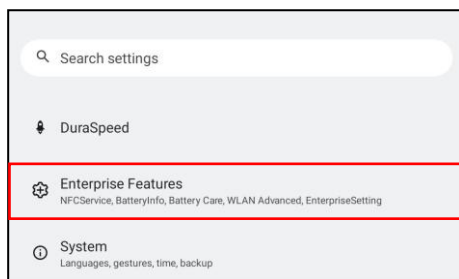 Search settings
DuraSpeed
Enterprise Features
NFCService, BatteryInfo, Battery Care, WLAN Advanced, EnterpriseSetting
System
Languages, gestures, time, backup